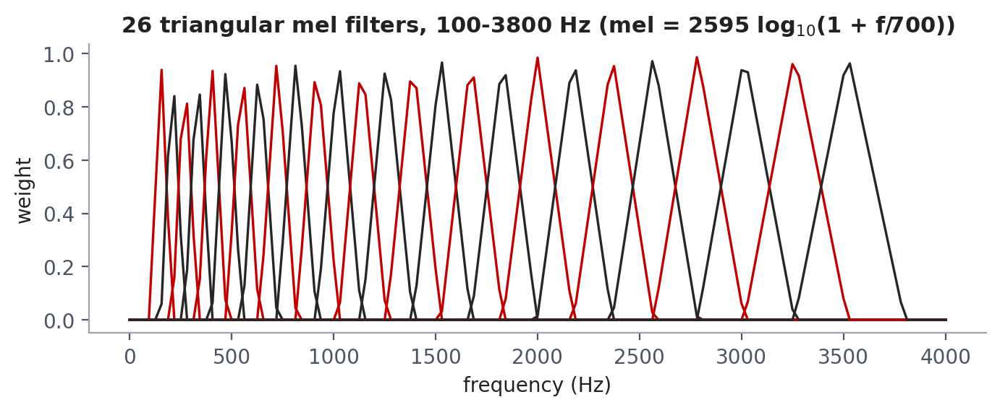 26 triangular mel filters, 100-3800 Hz (mel = 2595 log₁₀(1 + f/700))
1.0
0.8
0.6
0.4
0.2
0.0
weight
0 500 1000 1500 2000 2500 3000 3500 4000
frequency (Hz)